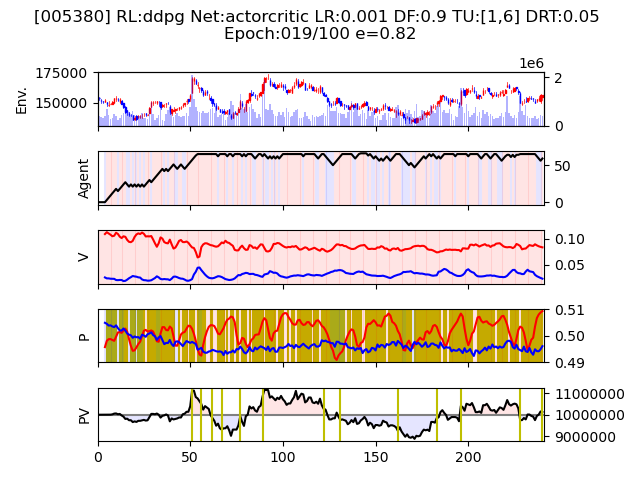 [005380] RL:ddpg Net:actorcritic LR:0.001 DF:0.9 TU:[1,6] DRT:0.05
Epoch:019/100 e=0.82
1e6
175000
150000
Env.
2
0
Agent
50
0
V
0.10
0.05
P
0.51
0.50
0.49
PV
11000000
10000000
9000000
0 50 100 150 200